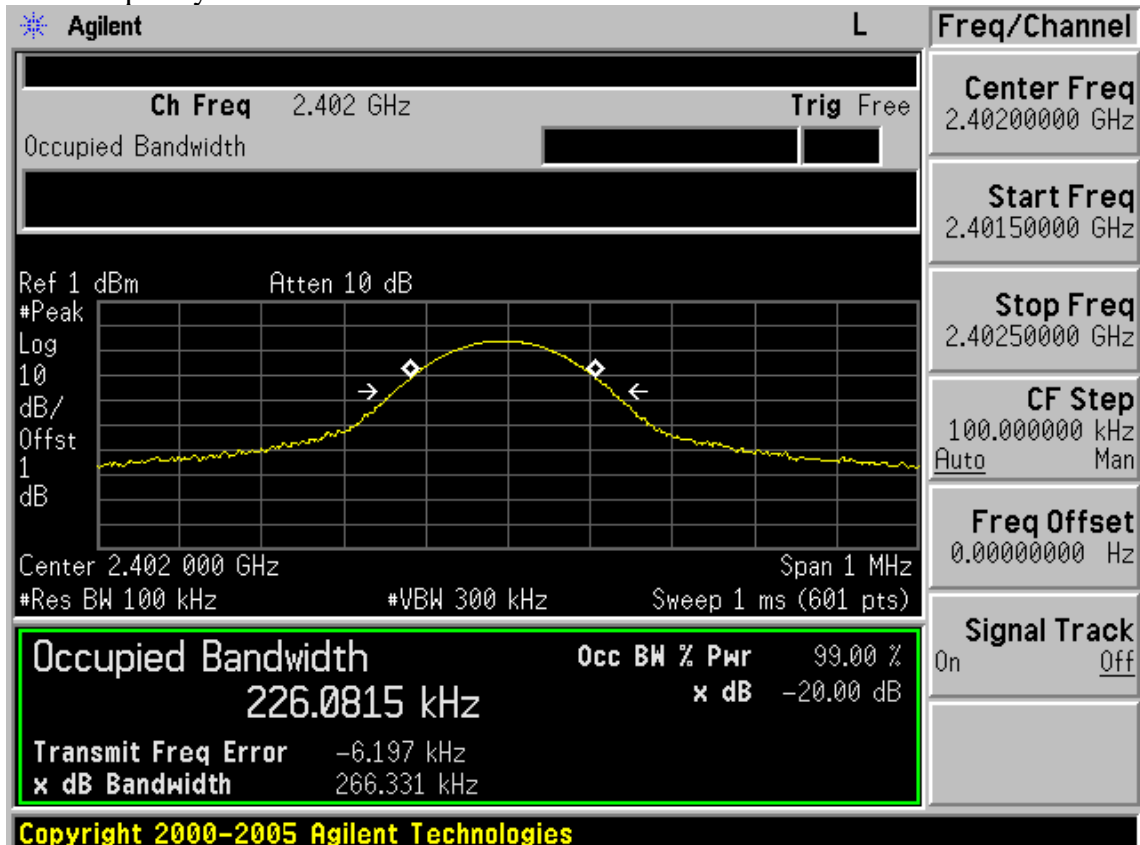 Agilent L Freq/Channel
Ch Freq 2.402 GHz Trig Free
Occupied Bandwidth
Center Freq
2.40200000 GHz
Start Freq
2.40150000 GHz
Stop Freq
2.40250000 GHz
CF Step
100.000000 kHz
Auto Man
Freq Offset
0.00000000 Hz
Signal Track
On Off
Ref 1 dBm Atten 10 dB
#Peak
Log
10
dB/
Offst
1
dB
Center 2.402 000 GHz Span 1 MHz
#Res BW 100 kHz #VBW 300 kHz Sweep 1 ms (601 pts)
Occupied Bandwidth Occ BW % Pwr 99.00 %
226.0815 kHz x dB -20.00 dB
Transmit Freq Error -6.197 kHz
x dB Bandwidth 266.331 kHz
Copyright 2000-2005 Agilent Technologies